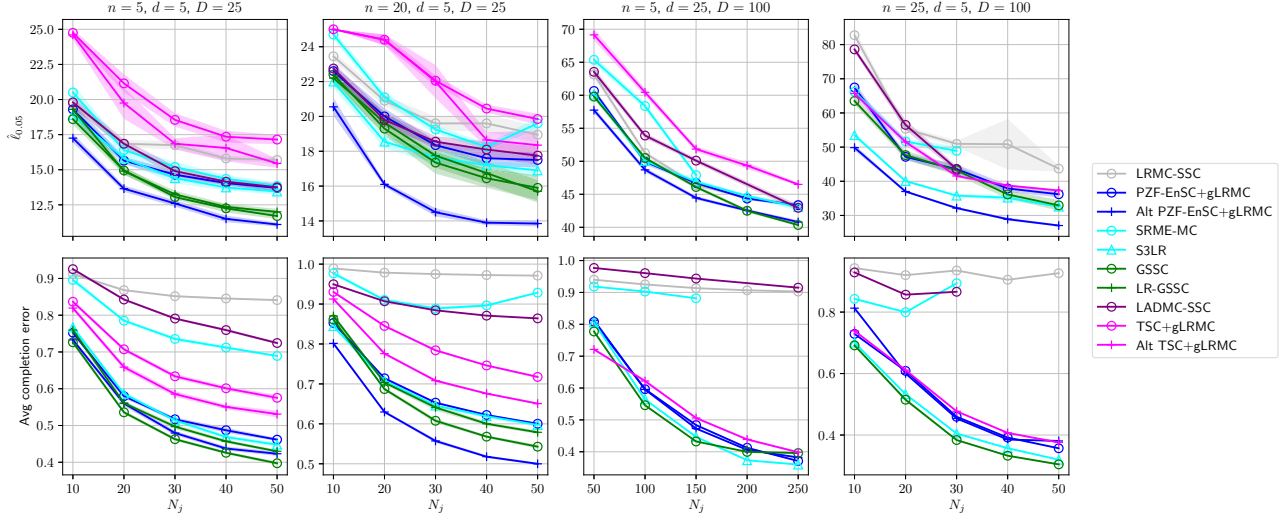 n = 5, d = 5, D = 25
n = 20, d = 5, D = 25
n = 5, d = 25, D = 100
n = 25, d = 5, D = 100
ℓ̂0.05
25.0
22.5
20.0
17.5
15.0
12.5
24
22
20
18
16
14
70
65
60
55
50
45
40
80
70
60
50
40
30
Avg completion error
0.9
0.8
0.7
0.6
0.5
0.4
1.0
0.9
0.8
0.7
0.6
0.5
1.0
0.9
0.8
0.7
0.6
0.5
0.4
0.8
0.6
0.4
10 20 30 40 50
10 20 30 40 50
50 100 150 200 250
10 20 30 40 50
Nj
Nj
Nj
Nj
LRMC-SSC
PZF-EnSC+gLRMC
Alt PZF-EnSC+gLRMC
SRME-MC
S3LR
GSSC
LR-GSSC
LADMC-SSC
TSC+gLRMC
Alt TSC+gLRMC